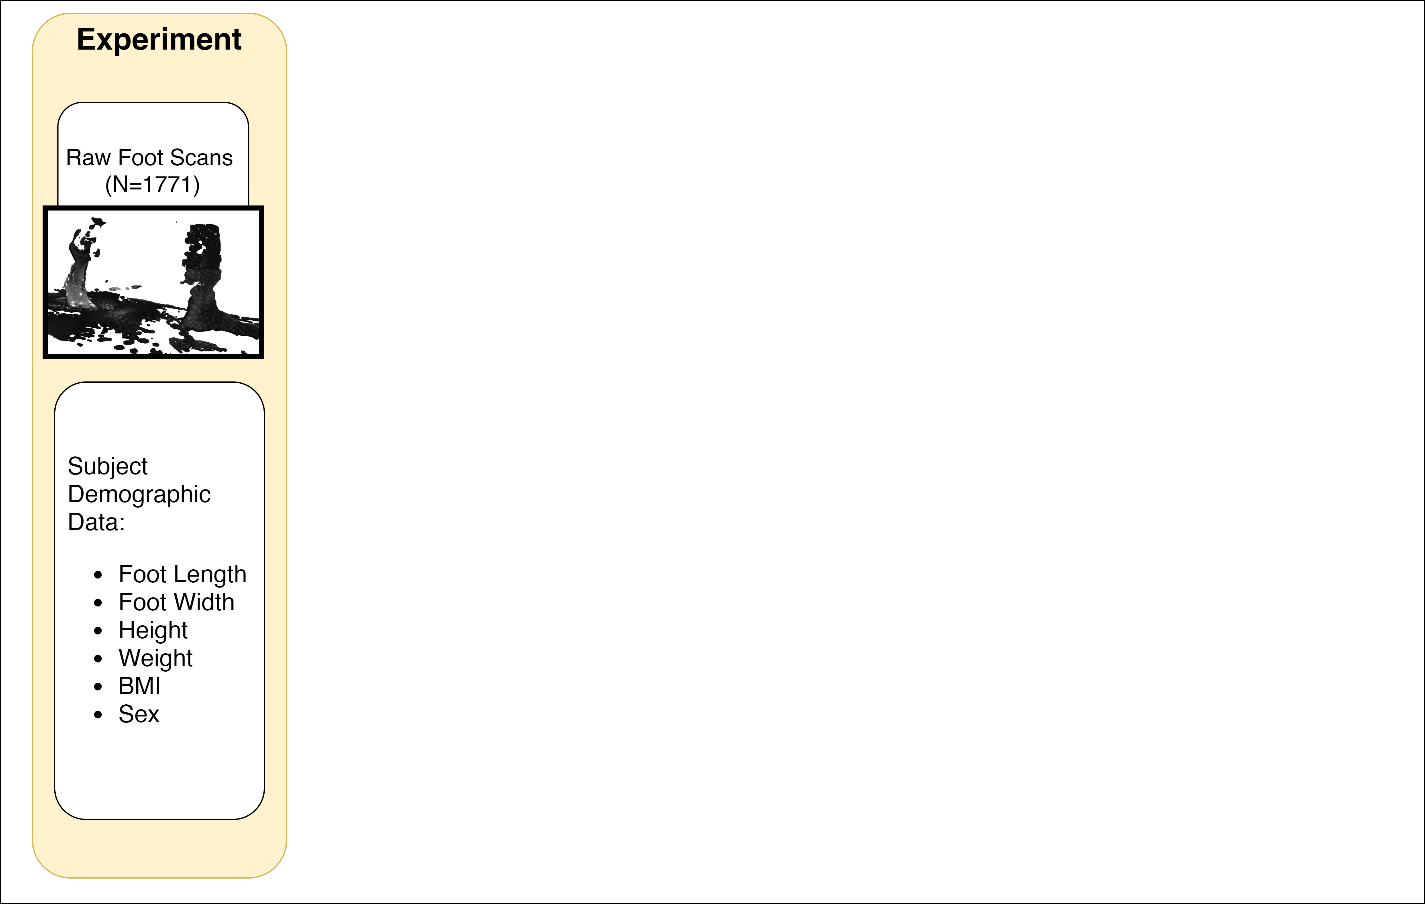 Experiment
Raw Foot Scans
(N=1771)
Subject
Demographic
Data:
• Foot Length
• Foot Width
• Height
• Weight
• BMI
• Sex